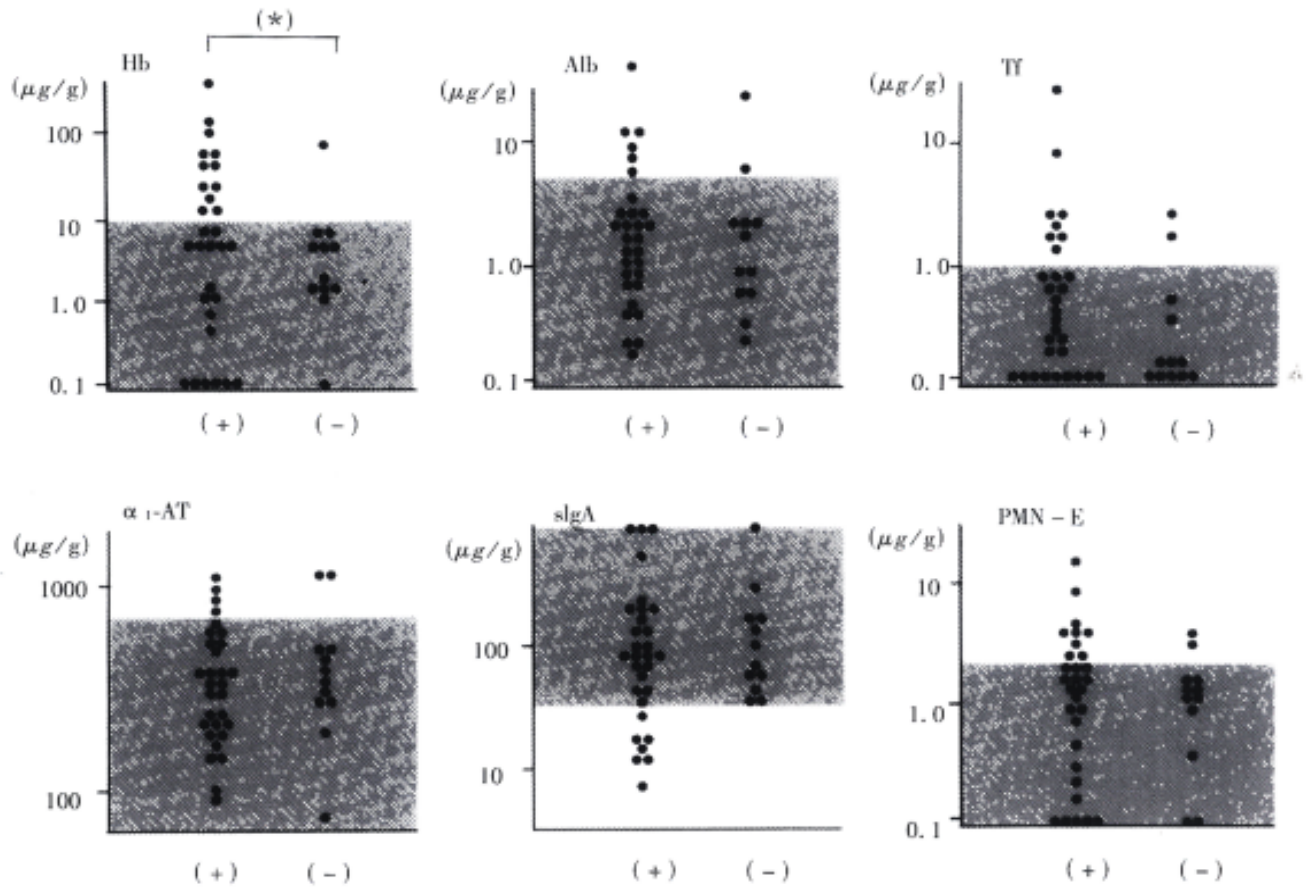 (*)
Hb
(μg/g)
100
10
1.0
0.1
(+) (-)
Alb
(μg/g)
10
1.0
0.1
(+) (-)
Tf
(μg/g)
10
1.0
0.1
(+) (-)
α1-AT
(μg/g)
1000
100
(+) (-)
sIgA
(μg/g)
100
10
(+) (-)
PMN-E
(μg/g)
10
1.0
0.1
(+) (-)